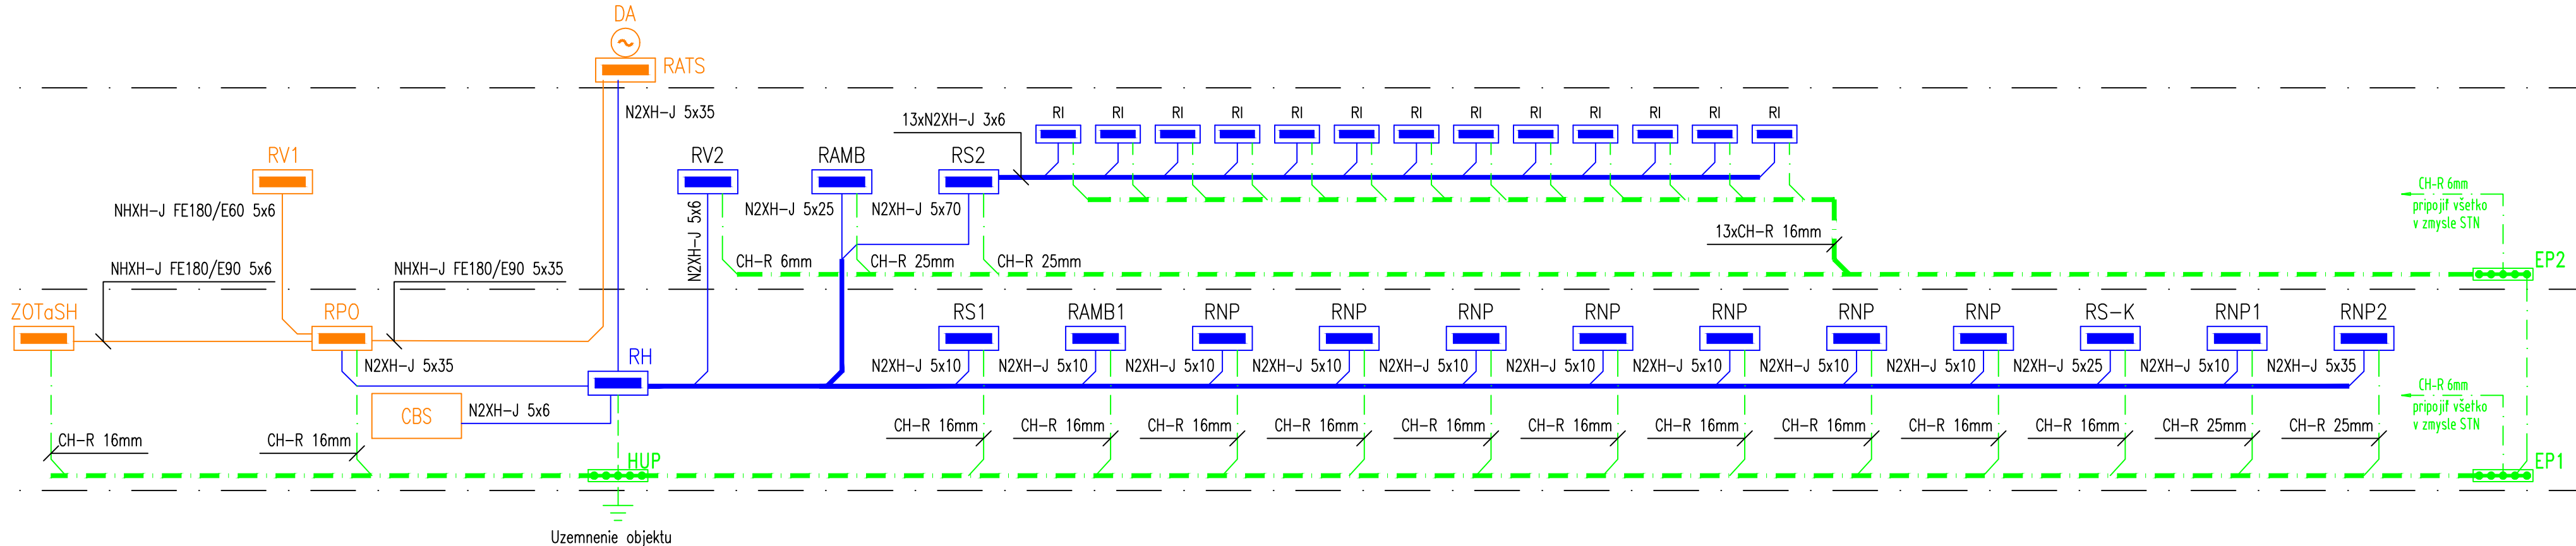 DA
RATS
N2XH-J 5x35
13xN2XH-J 3x6
RI
RI
RI
RI
RI
RI
RI
RI
RI
RI
RI
RI
RI
RV1
RV2
RAMB
RS2
NHXH-J FE180/E60 5x6
N2XH-J 5x6
N2XH-J 5x25
N2XH-J 5x70
CH-R 6mm
pripojiť všetko
v zmysle STN
13xCH-R 16mm
NHXH-J FE180/E90 5x6
NHXH-J FE180/E90 5x35
CH-R 6mm
CH-R 25mm
CH-R 25mm
EP2
ZOTaSH
RPO
RS1
RAMB1
RNP
RNP
RNP
RNP
RNP
RNP
RNP
RS-K
RNP1
RNP2
RH
N2XH-J 5x35
N2XH-J 5x10
N2XH-J 5x10
N2XH-J 5x10
N2XH-J 5x10
N2XH-J 5x10
N2XH-J 5x10
N2XH-J 5x10
N2XH-J 5x10
N2XH-J 5x10
N2XH-J 5x25
N2XH-J 5x10
N2XH-J 5x35
CBS
N2XH-J 5x6
CH-R 6mm
pripojiť všetko
v zmysle STN
CH-R 16mm
CH-R 16mm
CH-R 16mm
CH-R 16mm
CH-R 16mm
CH-R 16mm
CH-R 16mm
CH-R 16mm
CH-R 16mm
CH-R 16mm
CH-R 16mm
CH-R 16mm
CH-R 25mm
CH-R 25mm
HUP
EP1
Uzemnenie objektu